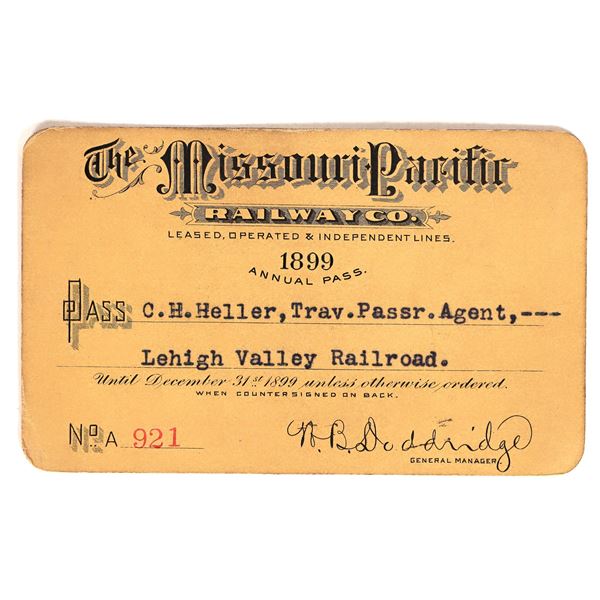 The Missouri Pacific
RAILWAY CO.
LEASED, OPERATED & INDEPENDENT LINES.
1899
ANNUAL PASS.
PASS C.H.Heller,Trav.Passr.Agent,---
Lehigh Valley Railroad.
Until December 31st 1899 unless otherwise ordered.
WHEN COUNTERSIGNED ON BACK.
No. A 921
W.B.Doddridge
GENERAL MANAGER.